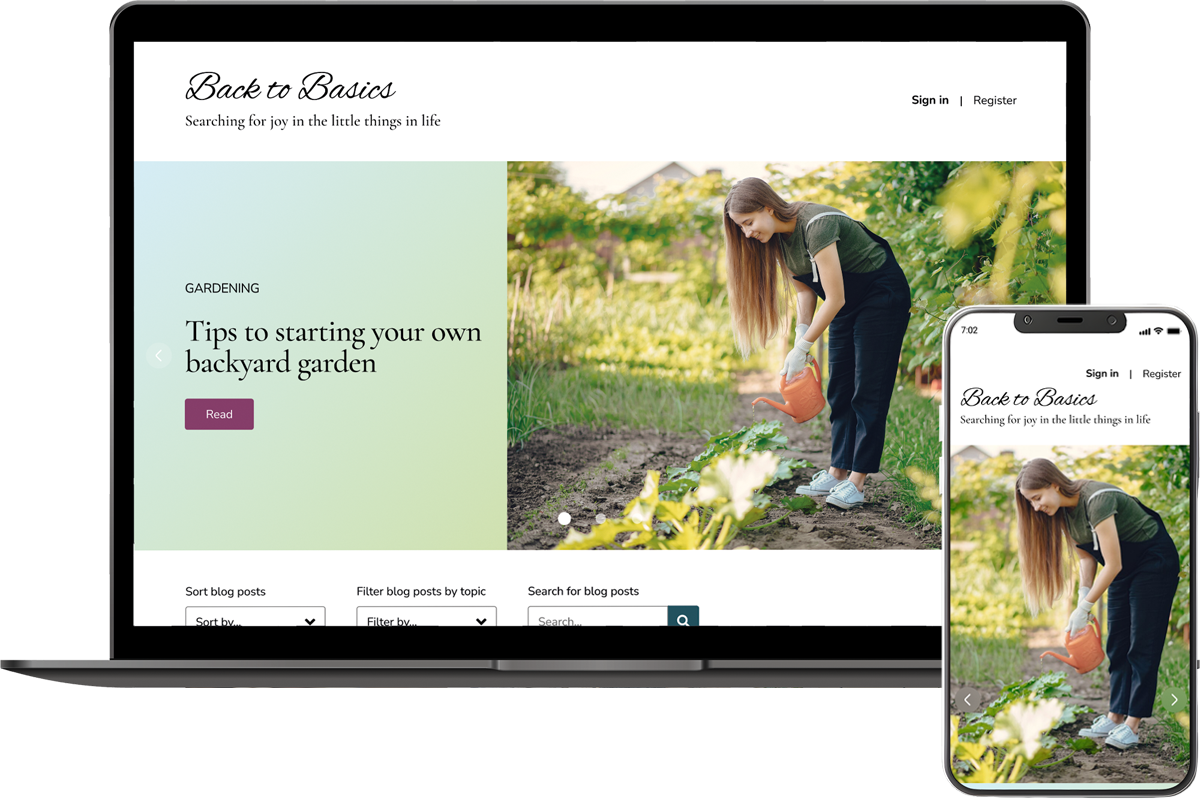 Back to Basics
Searching for joy in the little things in life
Sign in | Register
GARDENING
Tips to starting your own
backyard garden
Read
Sort blog posts
Sort by...
Filter blog posts by topic
Filter by...
Search for blog posts
Search...
7:02
Sign in | Register
Back to Basics
Searching for joy in the little things in life